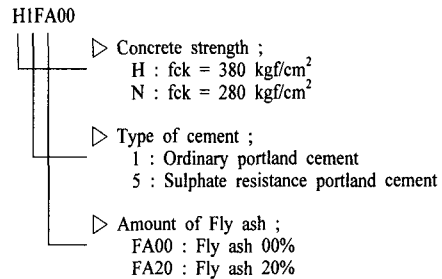 H1FA00
▷ Concrete strength ;
H : fck = 380 kgf/cm²
N : fck = 280 kgf/cm²
▷ Type of cement ;
1 : Ordinary portland cement
5 : Sulphate resistance portland cement
▷ Amount of Fly ash ;
FA00 : Fly ash 00%
FA20 : Fly ash 20%